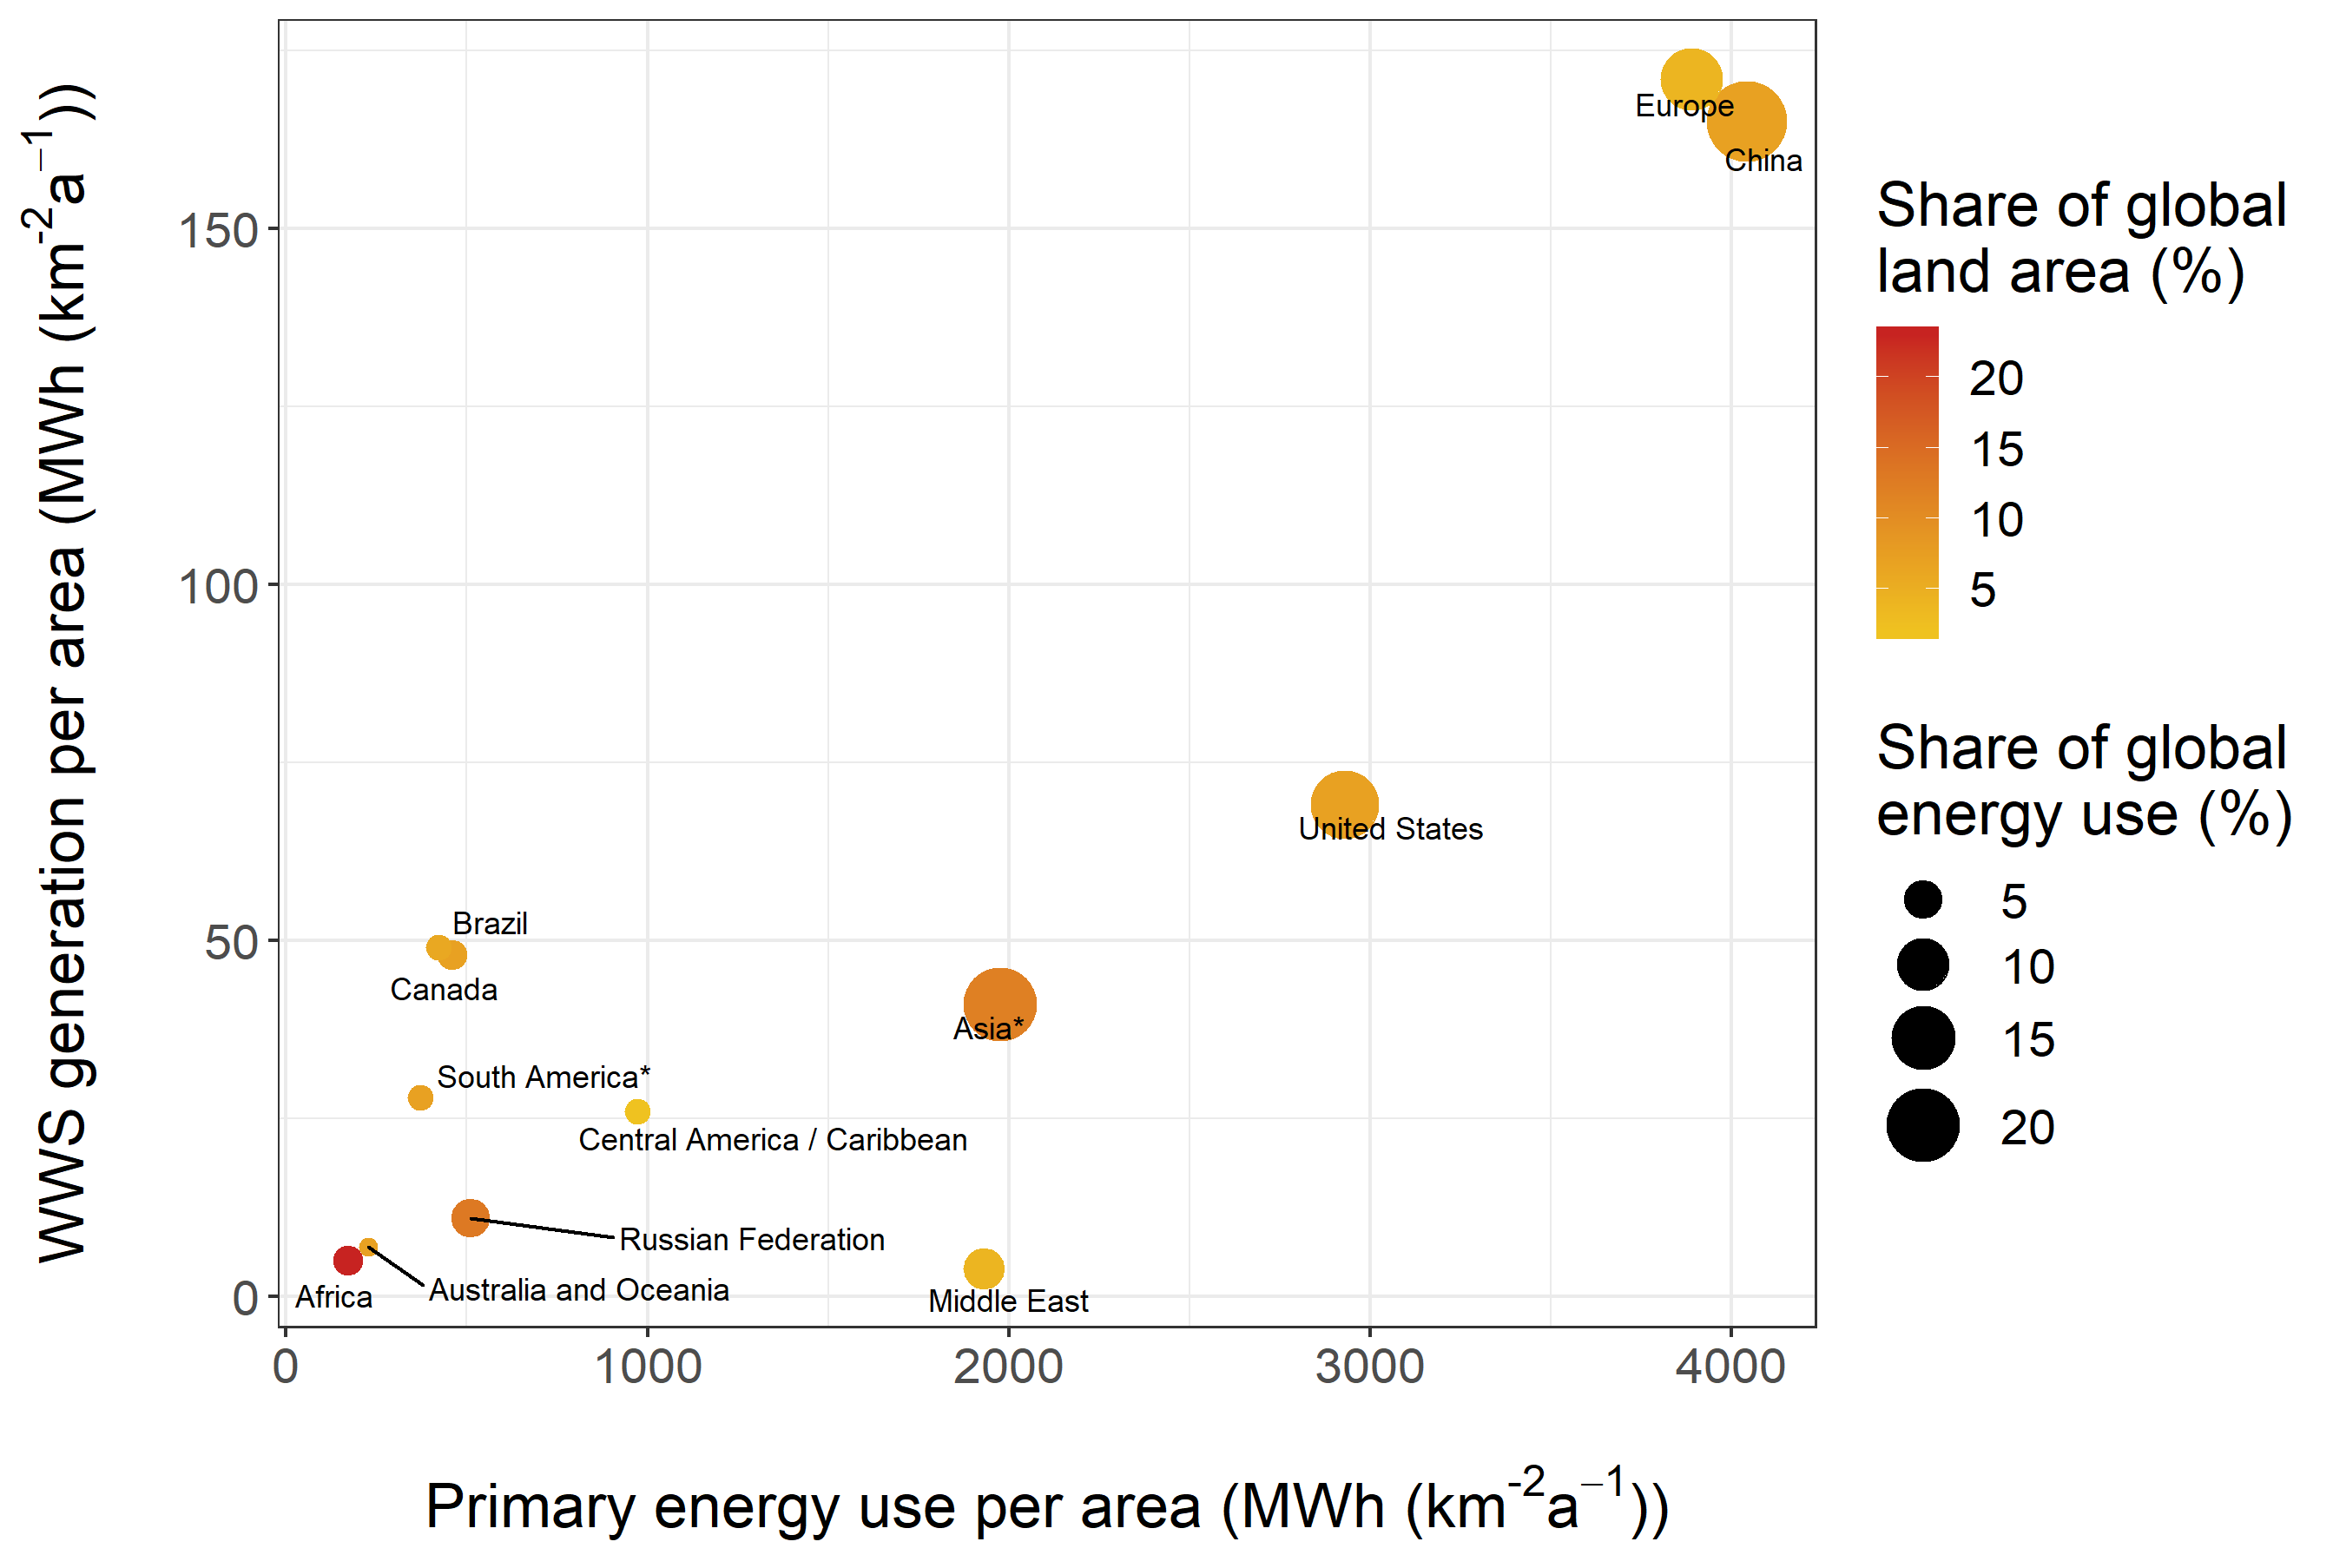 WWS generation per area (MWh (km-2a−1))
150
100
50
0
Europe
China
United States
Brazil
Canada
Asia*
South America*
Central America / Caribbean
Russian Federation
Australia and Oceania
Africa
Middle East
0 1000 2000 3000 4000
Primary energy use per area (MWh (km-2a−1))
Share of global
land area (%)
20
15
10
5
Share of global
energy use (%)
5
10
15
20